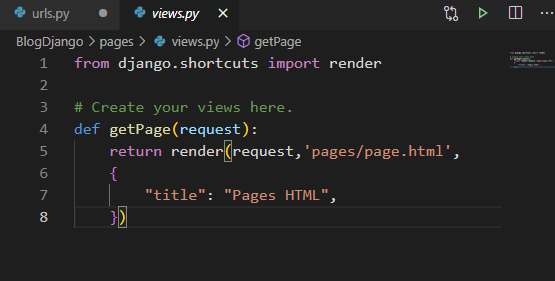 urls.py views.py
BlogDjango > pages > views.py > getPage
1 from django.shortcuts import render
2
3 # Create your views here.
4 def getPage(request):
5     return render(request,'pages/page.html',
6     {
7         "title": "Pages HTML",
8     })